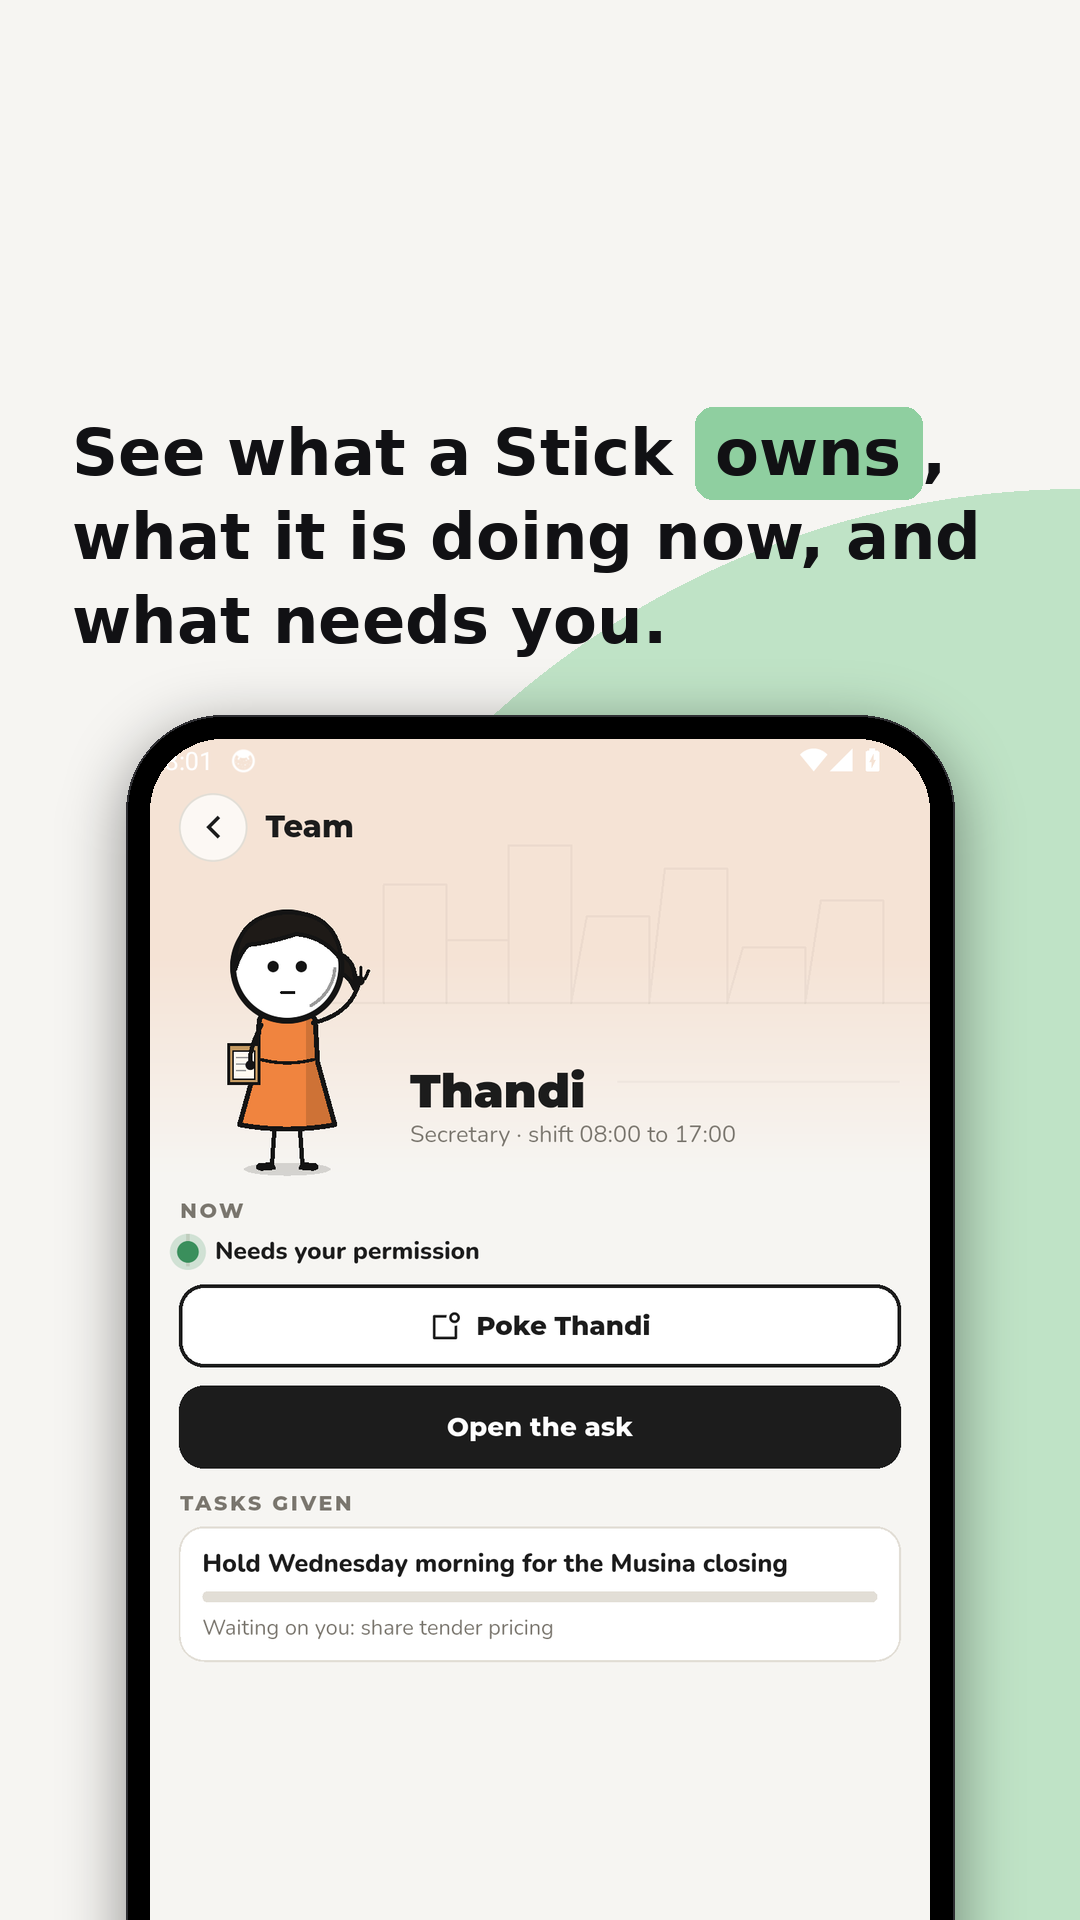 See what a Stick owns,
what it is doing now, and
what needs you.
:01
Team
Thandi
Secretary · shift 08:00 to 17:00
NOW
Needs your permission
Poke Thandi
Open the ask
TASKS GIVEN
Hold Wednesday morning for the Musina closing
Waiting on you: share tender pricing